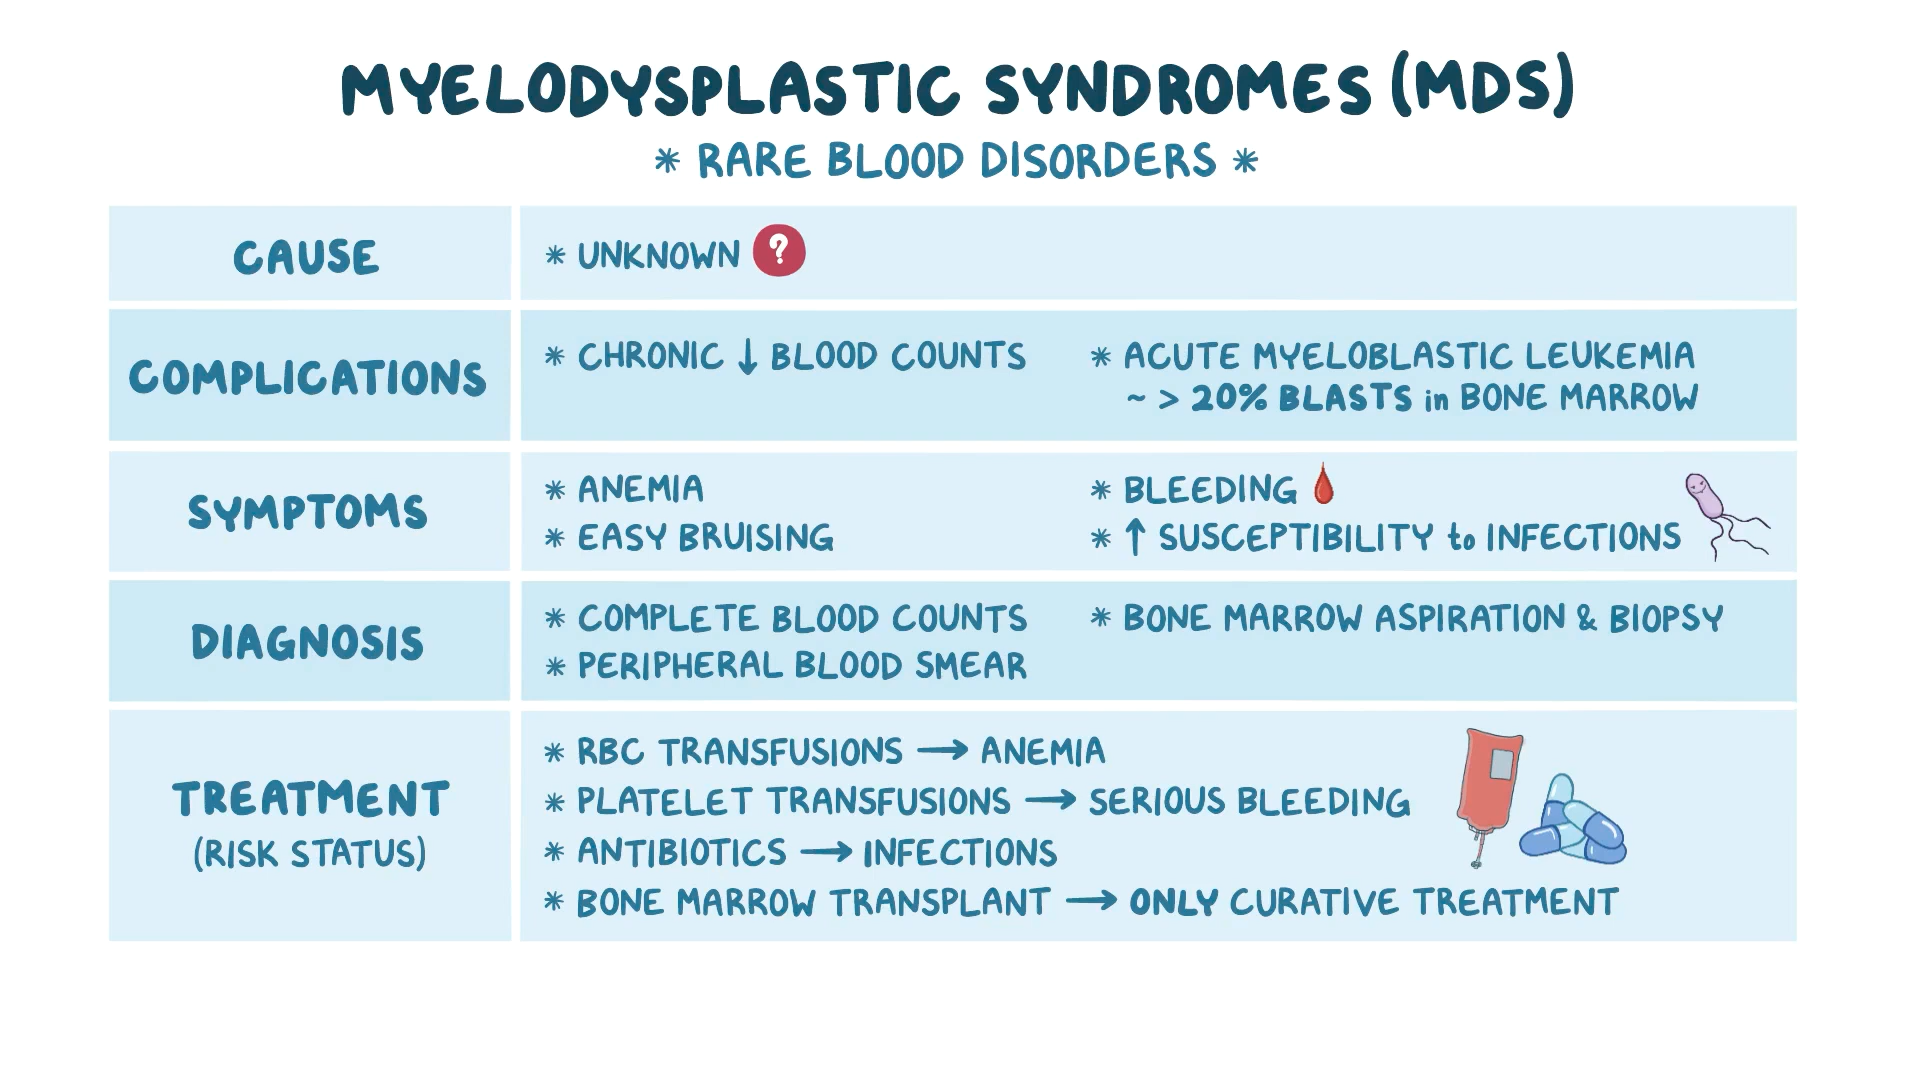 MYELODYSPLASTIC SYNDROMES (MDS)
* RARE BLOOD DISORDERS *
CAUSE
* UNKNOWN ?
COMPLICATIONS
* CHRONIC ↓ BLOOD COUNTS
* ACUTE MYELOBLASTIC LEUKEMIA
~ > 20% BLASTS in BONE MARROW
SYMPTOMS
* ANEMIA
* EASY BRUISING
* BLEEDING
* ↑ SUSCEPTIBILITY to INFECTIONS
DIAGNOSIS
* COMPLETE BLOOD COUNTS
* PERIPHERAL BLOOD SMEAR
* BONE MARROW ASPIRATION & BIOPSY
TREATMENT
(RISK STATUS)
* RBC TRANSFUSIONS → ANEMIA
* PLATELET TRANSFUSIONS → SERIOUS BLEEDING
* ANTIBIOTICS → INFECTIONS
* BONE MARROW TRANSPLANT → ONLY CURATIVE TREATMENT